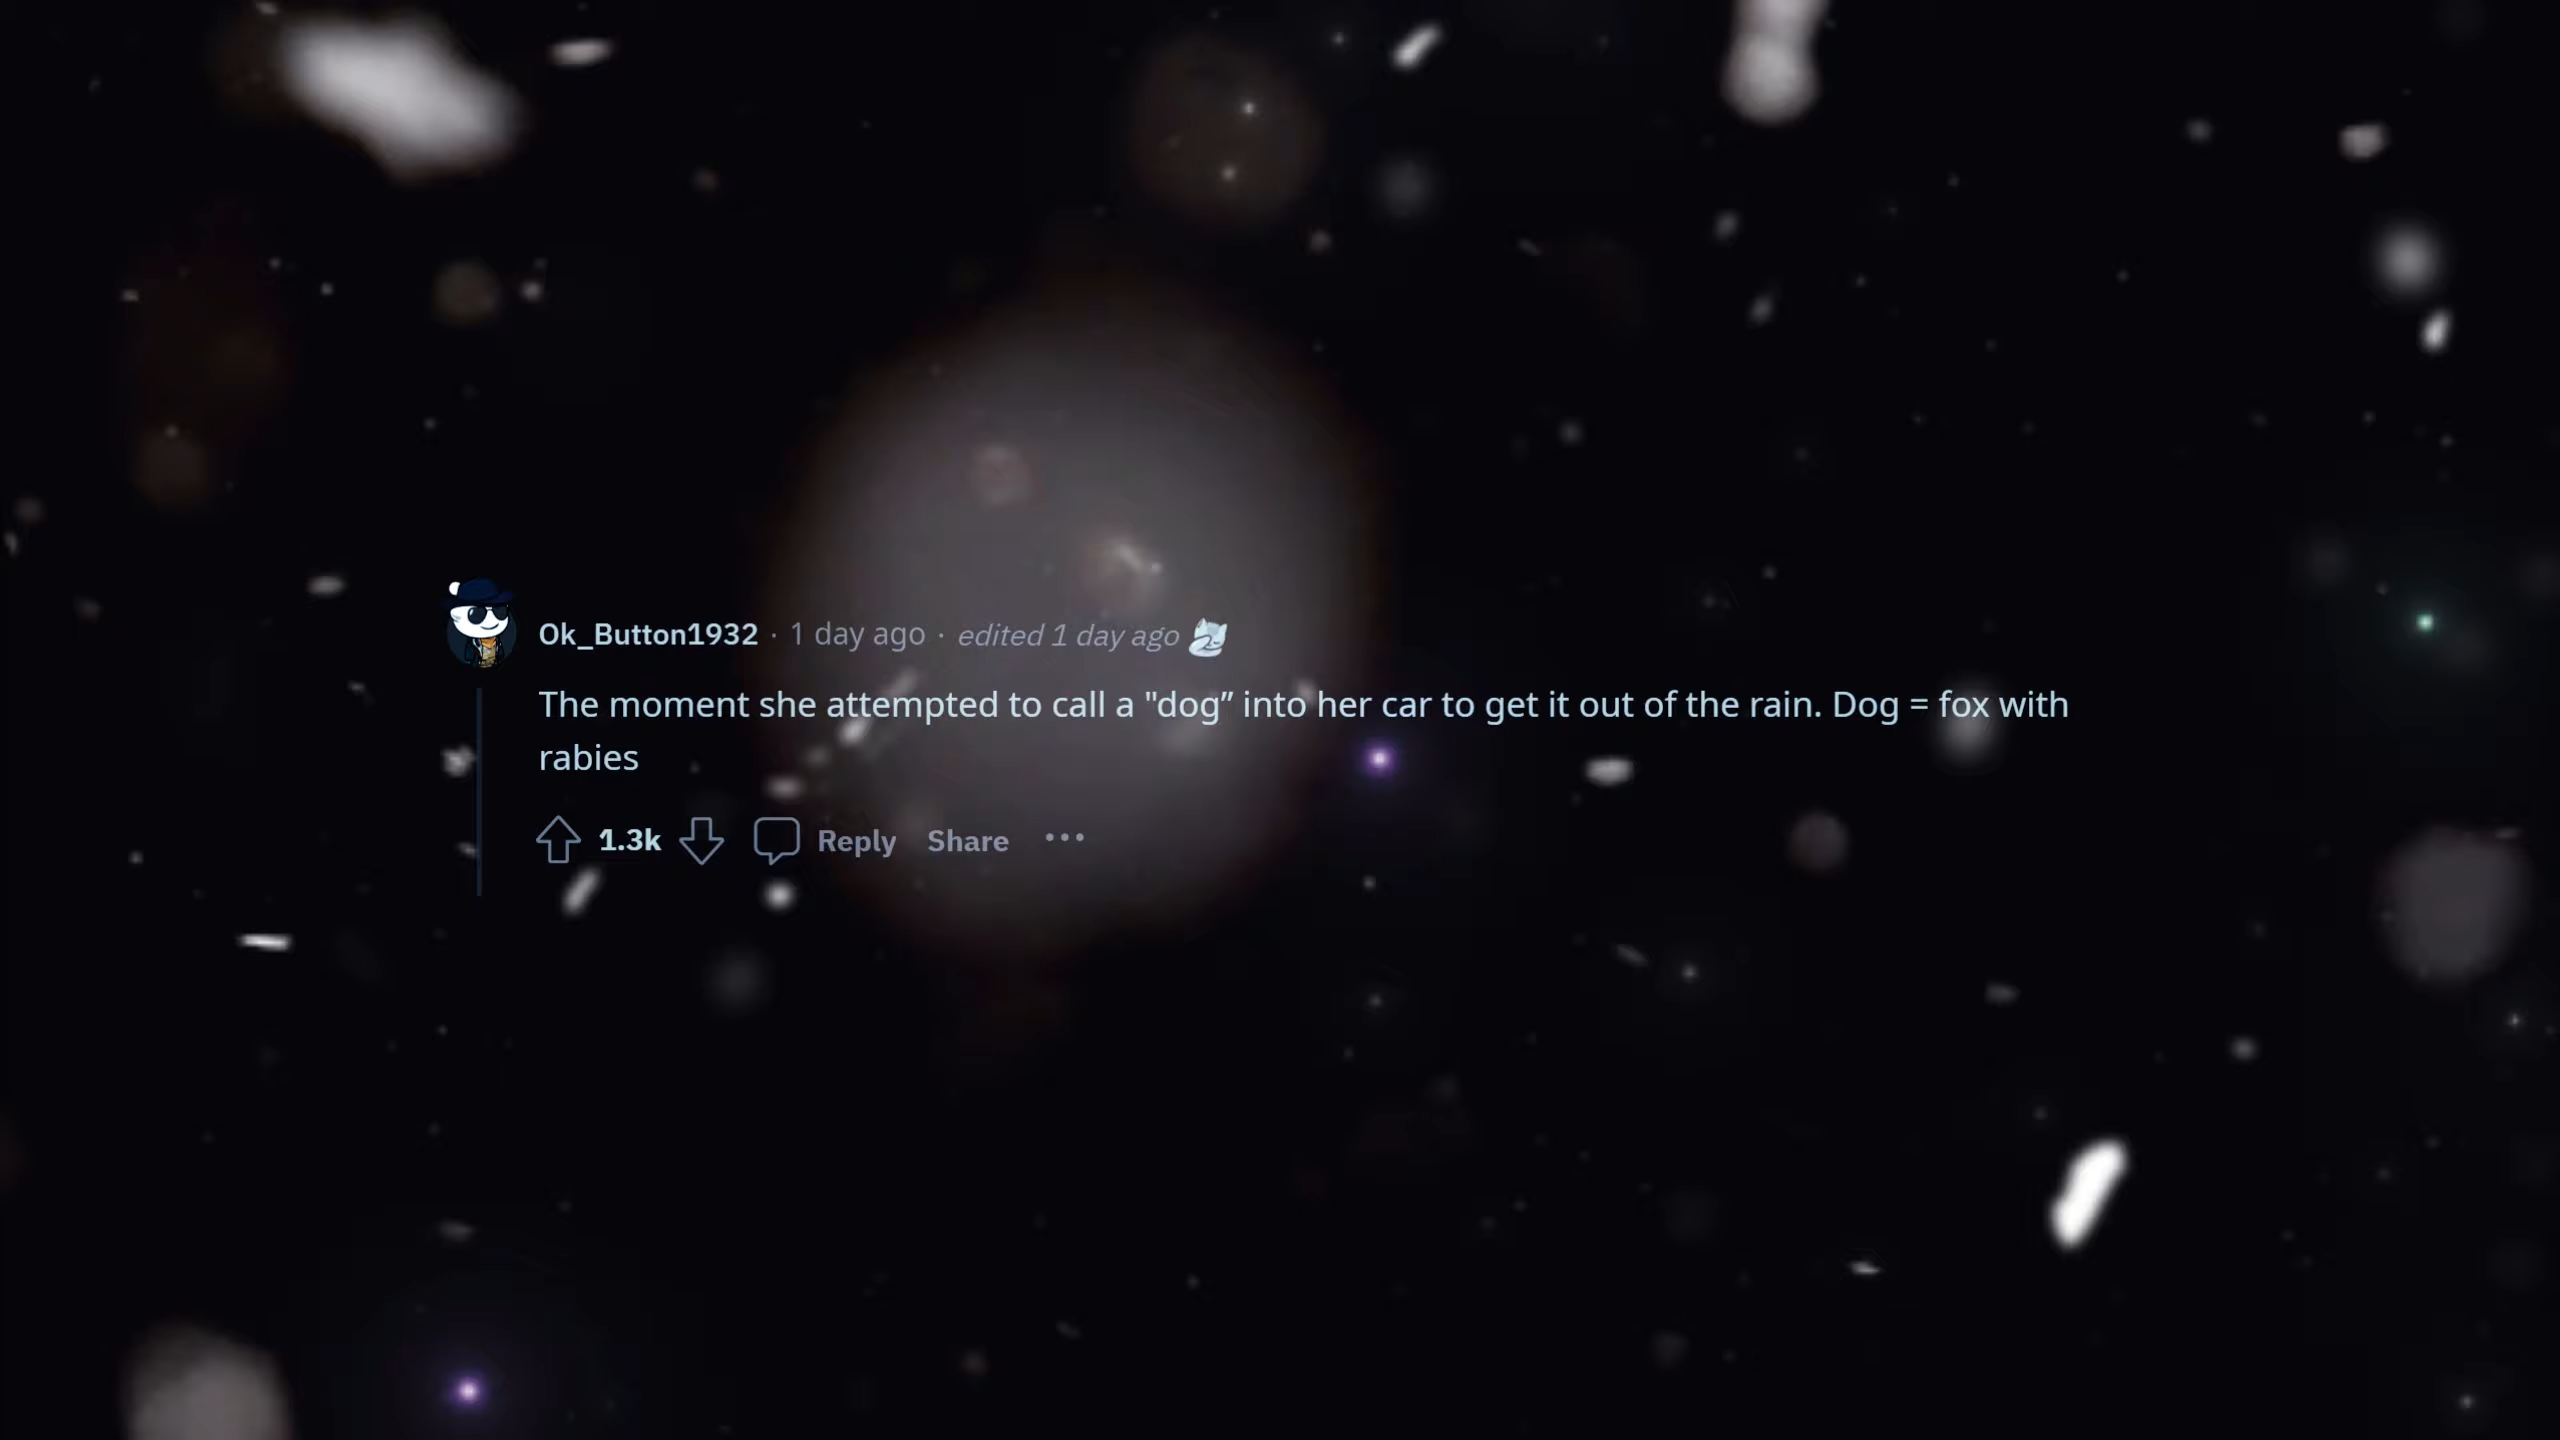 Ok_Button1932 · 1 day ago · edited 1 day ago
The moment she attempted to call a "dog” into her car to get it out of the rain. Dog = fox with
rabies
1.3k Reply Share ···